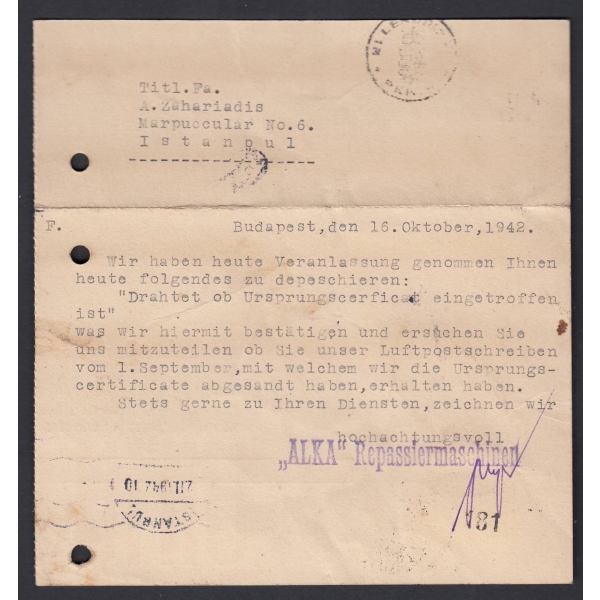 Titl.Fa.
A.Zahariadis
Marpuccular No.6.
I s t a n b u l
F.
Budapest,den 16.Oktober,1942.
Wir haben heute Veranlassung genommen Ihnen
heute folgendes zu depeschieren:
"Drahtet ob Ursprungscerficat eingetroffen
ist"
was wir hiermit bestätigen und ersuchen Sie
uns mitzuteilen ob Sie unser Luftpostschreiben
vom 1.September,mit welchem wir die Ursprungs-
certificate abgesandt haben,erhalten haben.
Stets gerne zu Ihren Diensten,zeichnen wir
hochachtungsvoll
„ALKA" Repassiermaschinen
181